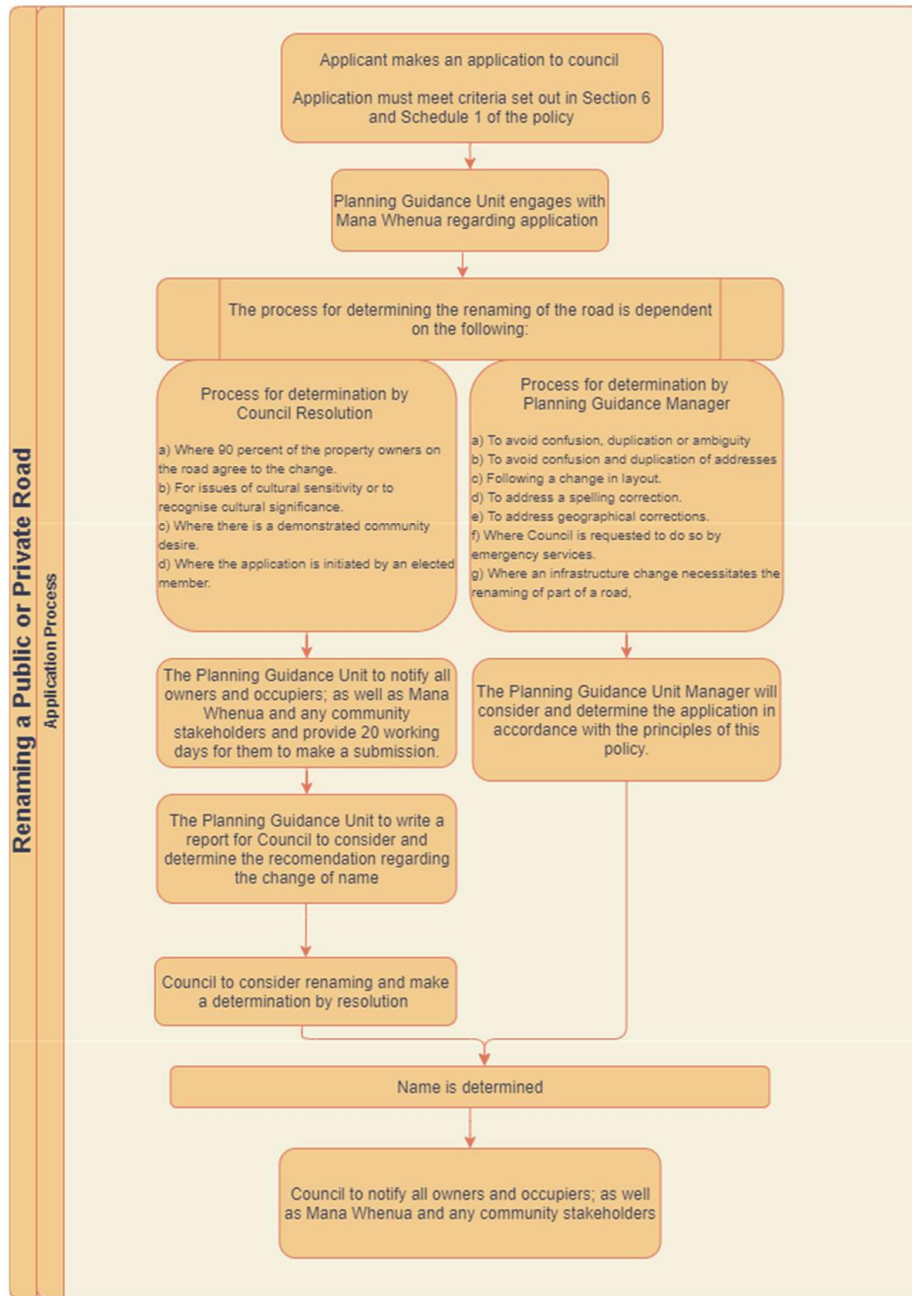 Renaming a Public or Private Road
Application Process
Applicant makes an application to council
Application must meet criteria set out in Section 6
and Schedule 1 of the policy
Planning Guidance Unit engages with
Mana Whenua regarding application
The process for determining the renaming of the road is dependent
on the following:
Process for determination by
Council Resolution
a) Where 90 percent of the property owners on
the road agree to the change.
b) For issues of cultural sensitivity or to
recognise cultural significance.
c) Where there is a demonstrated community
desire.
d) Where the application is initiated by an elected
member.
Process for determination by
Planning Guidance Manager
a) To avoid confusion, duplication or ambiguity
b) To avoid confusion and duplication of addresses
c) Following a change in layout.
d) To address a spelling correction.
e) To address geographical corrections.
f) Where Council is requested to do so by
emergency services.
g) Where an infrastructure change necessitates the
renaming of part of a road,
The Planning Guidance Unit to notify all
owners and occupiers; as well as Mana
Whenua and any community
stakeholders and provide 20 working
days for them to make a submission.
The Planning Guidance Unit Manager will
consider and determine the application in
accordance with the principles of this
policy.
The Planning Guidance Unit to write a
report for Council to consider and
determine the recomendation regarding
the change of name
Council to consider renaming and make
a determination by resolution
Name is determined
Council to notify all owners and occupiers; as well
as Mana Whenua and any community stakeholders